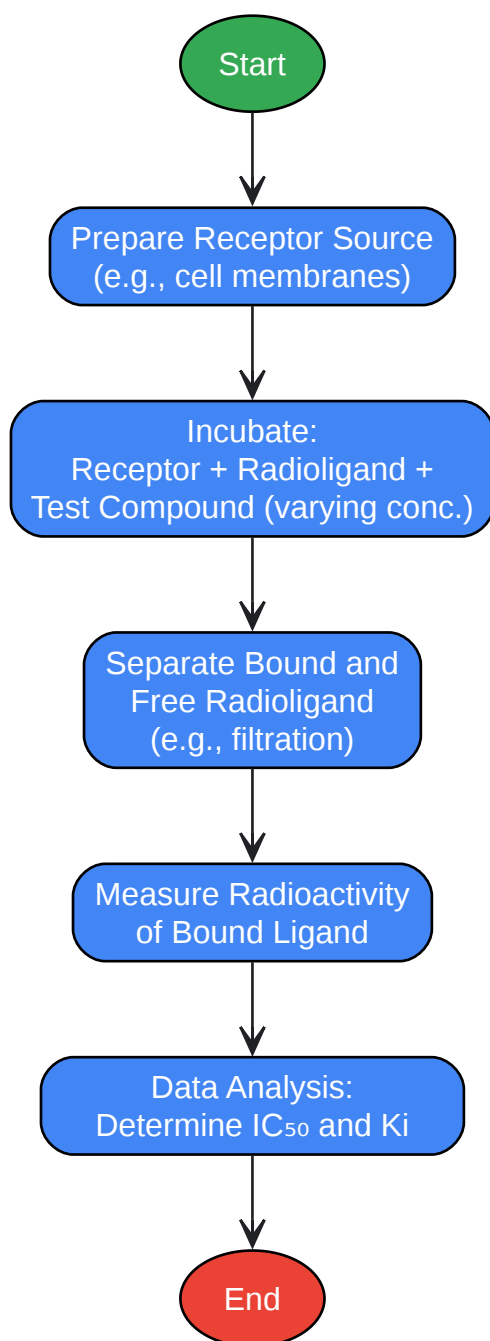 Start
Prepare Receptor Source
(e.g., cell membranes)
Incubate:
Receptor + Radioligand +
Test Compound (varying conc.)
Separate Bound and
Free Radioligand
(e.g., filtration)
Measure Radioactivity
of Bound Ligand
Data Analysis:
Determine IC₅₀ and Ki
End